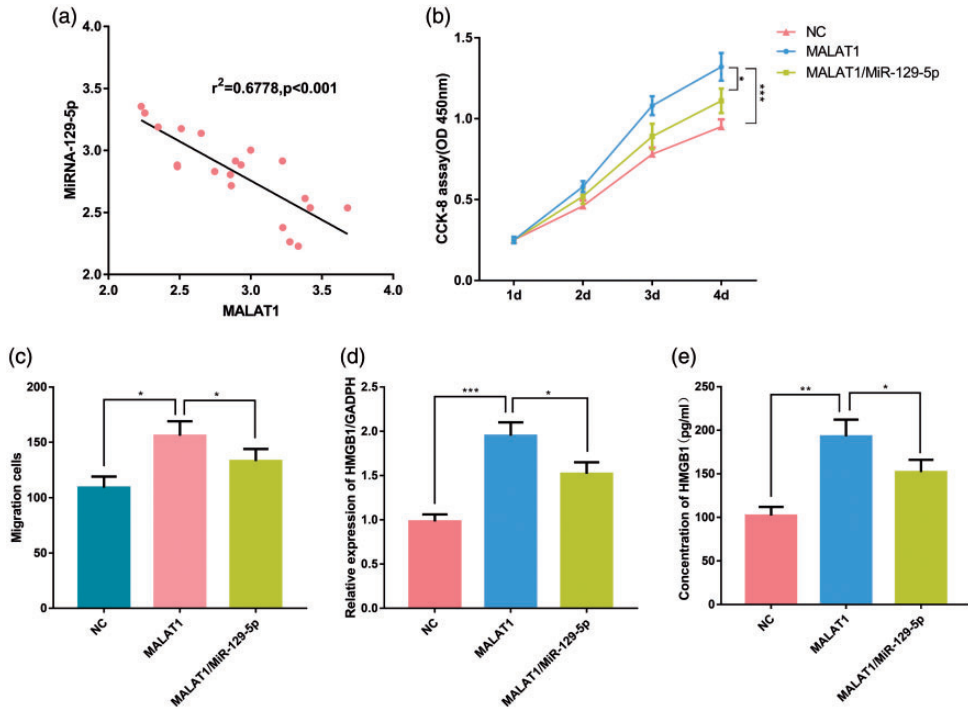 (a)
r²=0.6778,p<0.001
MiRNA-129-5p
4.0
3.5
3.0
2.5
2.0
2.0 2.5 3.0 3.5 4.0
MALAT1
(b)
NC
MALAT1
MALAT1/MiR-129-5p
CCK-8 assay(OD 450nm)
1.5
1.0
0.5
0.0
*
***
1d 2d 3d 4d
(c)
Migration cells
200
150
100
50
0
* *
NC
MALAT1
MALAT1/MiR-129-5p
(d)
Relative expression of HMGB1/GADPH
2.5
2.0
1.5
1.0
0.5
0.0
*** *
NC
MALAT1
MALAT1/MiR-129-5p
(e)
Concentration of HMGB1 (pg/ml)
250
200
150
100
50
0
** *
NC
MALAT1
MALAT1/MiR-129-5p